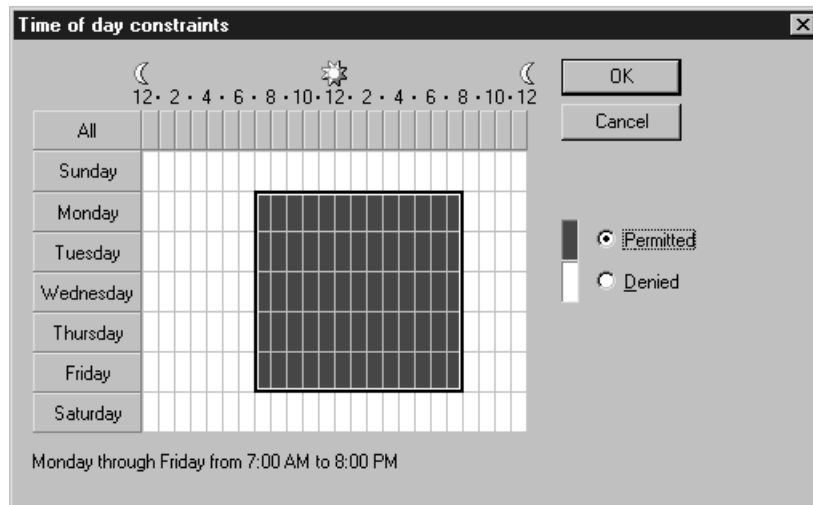 Time of day constraints
12 · 2 · 4 · 6 · 8 · 10 · 12 · 2 · 4 · 6 · 8 · 10 · 12
OK
Cancel
All
Sunday
Monday
Tuesday
Wednesday
Thursday
Friday
Saturday
Permitted
Denied
Monday through Friday from 7:00 AM to 8:00 PM